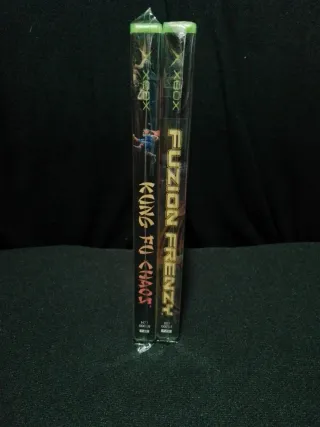 XBOX
KUNG FU CHAOS
XBOX
FUZION FRENZY